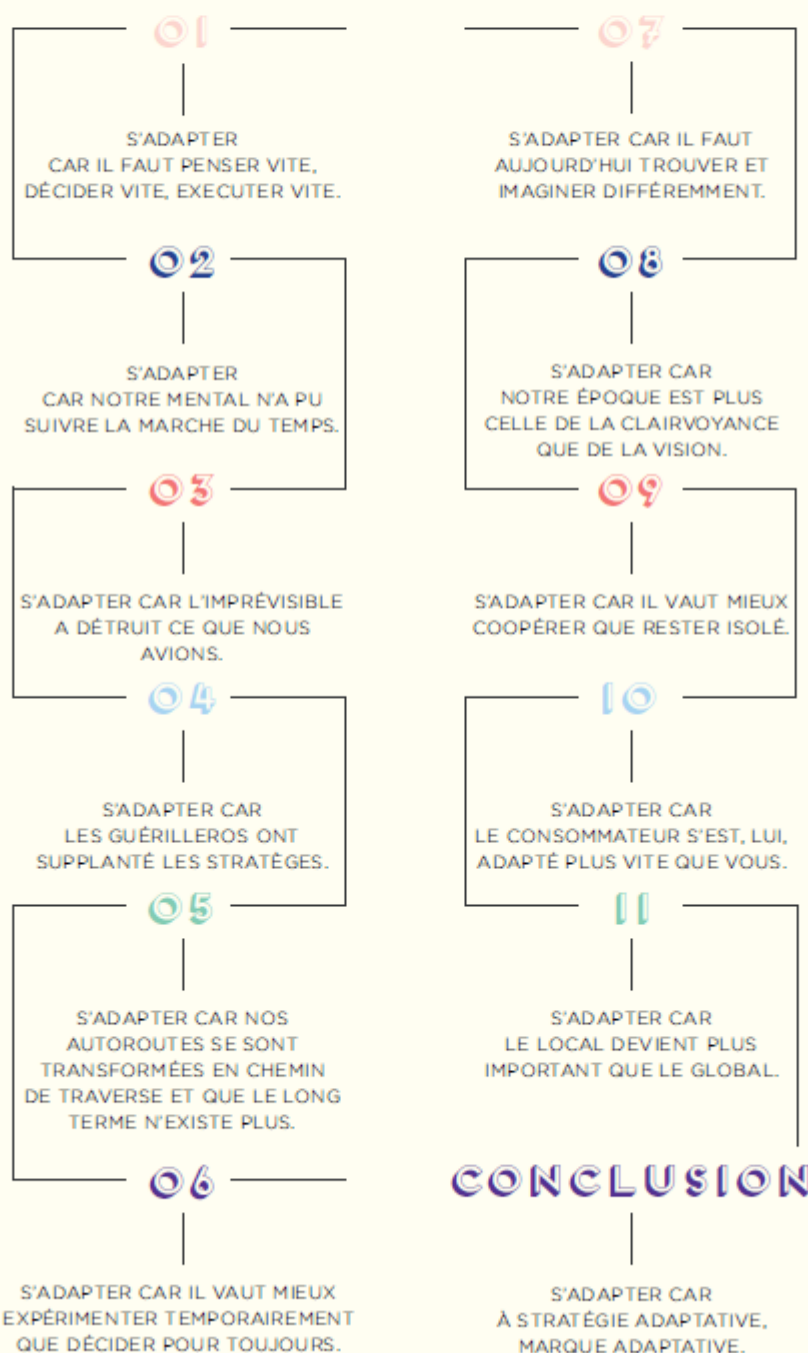 01
S'ADAPTER
CAR IL FAUT PENSER VITE,
DÉCIDER VITE, EXECUTER VITE.
02
S'ADAPTER
CAR NOTRE MENTAL N'A PU
SUIVRE LA MARCHE DU TEMPS.
03
S'ADAPTER CAR L'IMPRÉVISIBLE
A DÉTRUIT CE QUE NOUS
AVIONS.
04
S'ADAPTER CAR
LES GUÉRILLEROS ONT
SUPPLANTÉ LES STRATÈGES.
05
S'ADAPTER CAR NOS
AUTOROUTES SE SONT
TRANSFORMÉES EN CHEMIN
DE TRAVERSE ET QUE LE LONG
TERME N'EXISTE PLUS.
06
S'ADAPTER CAR IL VAUT MIEUX
EXPÉRIMENTER TEMPORAIREMENT
QUE DÉCIDER POUR TOUJOURS.
07
S'ADAPTER CAR IL FAUT
AUJOURD'HUI TROUVER ET
IMAGINER DIFFÉREMMENT.
08
S'ADAPTER CAR
NOTRE ÉPOQUE EST PLUS
CELLE DE LA CLAIRVOYANCE
QUE DE LA VISION.
09
S'ADAPTER CAR IL VAUT MIEUX
COOPÉRER QUE RESTER ISOLÉ.
10
S'ADAPTER CAR
LE CONSOMMATEUR S'EST, LUI,
ADAPTÉ PLUS VITE QUE VOUS.
11
S'ADAPTER CAR
LE LOCAL DEVIENT PLUS
IMPORTANT QUE LE GLOBAL.
CONCLUSION
S'ADAPTER CAR
À STRATÉGIE ADAPTATIVE,
MARQUE ADAPTATIVE.